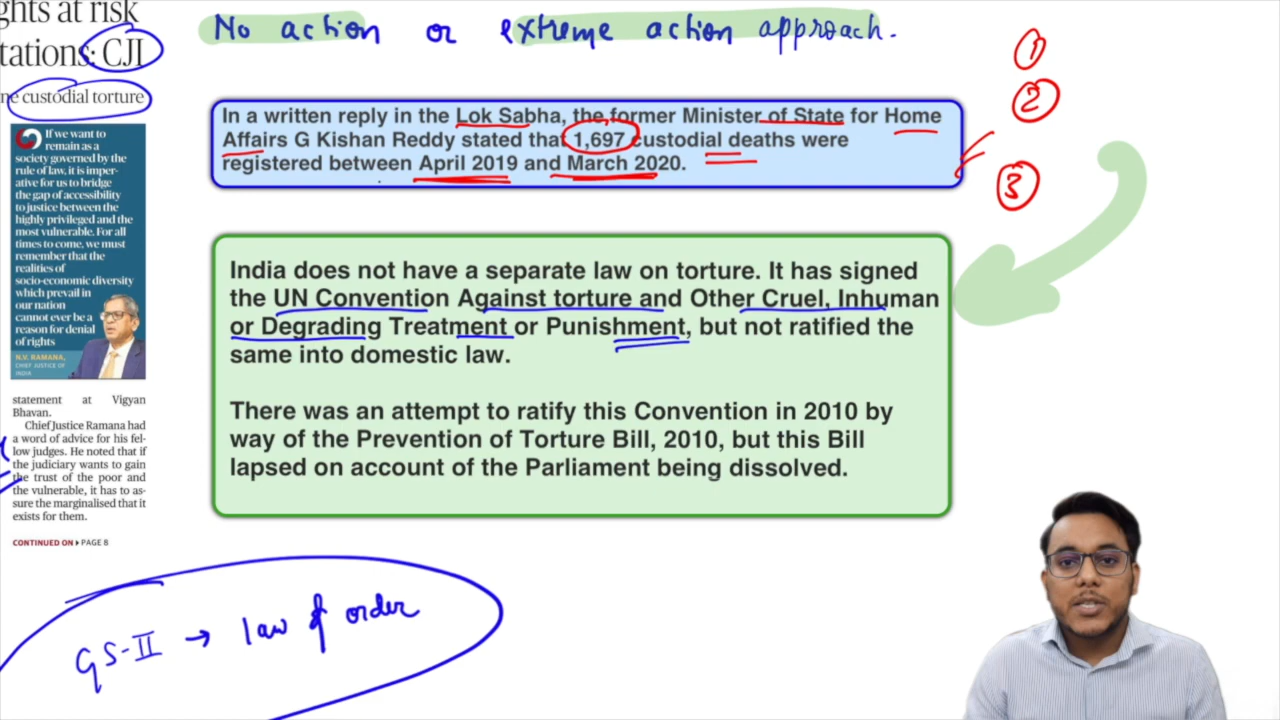 ghts at risk
tations: CJI
ne custodial torture
If we want to
remain as a
society governed by the
rule of law, it is imper-
ative for us to bridge
the gap of accessibility
to justice between the
highly privileged and the
most vulnerable. For all
times to come, we must
remember that the
realities of
socio-economic diversity
which prevail in
our nation
cannot ever be a
reason for denial
of rights
N.V. RAMANA,
CHIEF JUSTICE OF
INDIA
statement at Vigyan
Bhavan.
Chief Justice Ramana had
a word of advice for his fel-
low judges. He noted that if
the judiciary wants to gain
the trust of the poor and
the vulnerable, it has to as-
sure the marginalised that it
exists for them.
CONTINUED ON ▸ PAGE 8
No action or extreme action approach.
In a written reply in the Lok Sabha, the former Minister of State for Home
Affairs G Kishan Reddy stated that 1,697 custodial deaths were
registered between April 2019 and March 2020.
1
2
3
India does not have a separate law on torture. It has signed
the UN Convention Against torture and Other Cruel, Inhuman
or Degrading Treatment or Punishment, but not ratified the
same into domestic law.
There was an attempt to ratify this Convention in 2010 by
way of the Prevention of Torture Bill, 2010, but this Bill
lapsed on account of the Parliament being dissolved.
GS-II → law & order